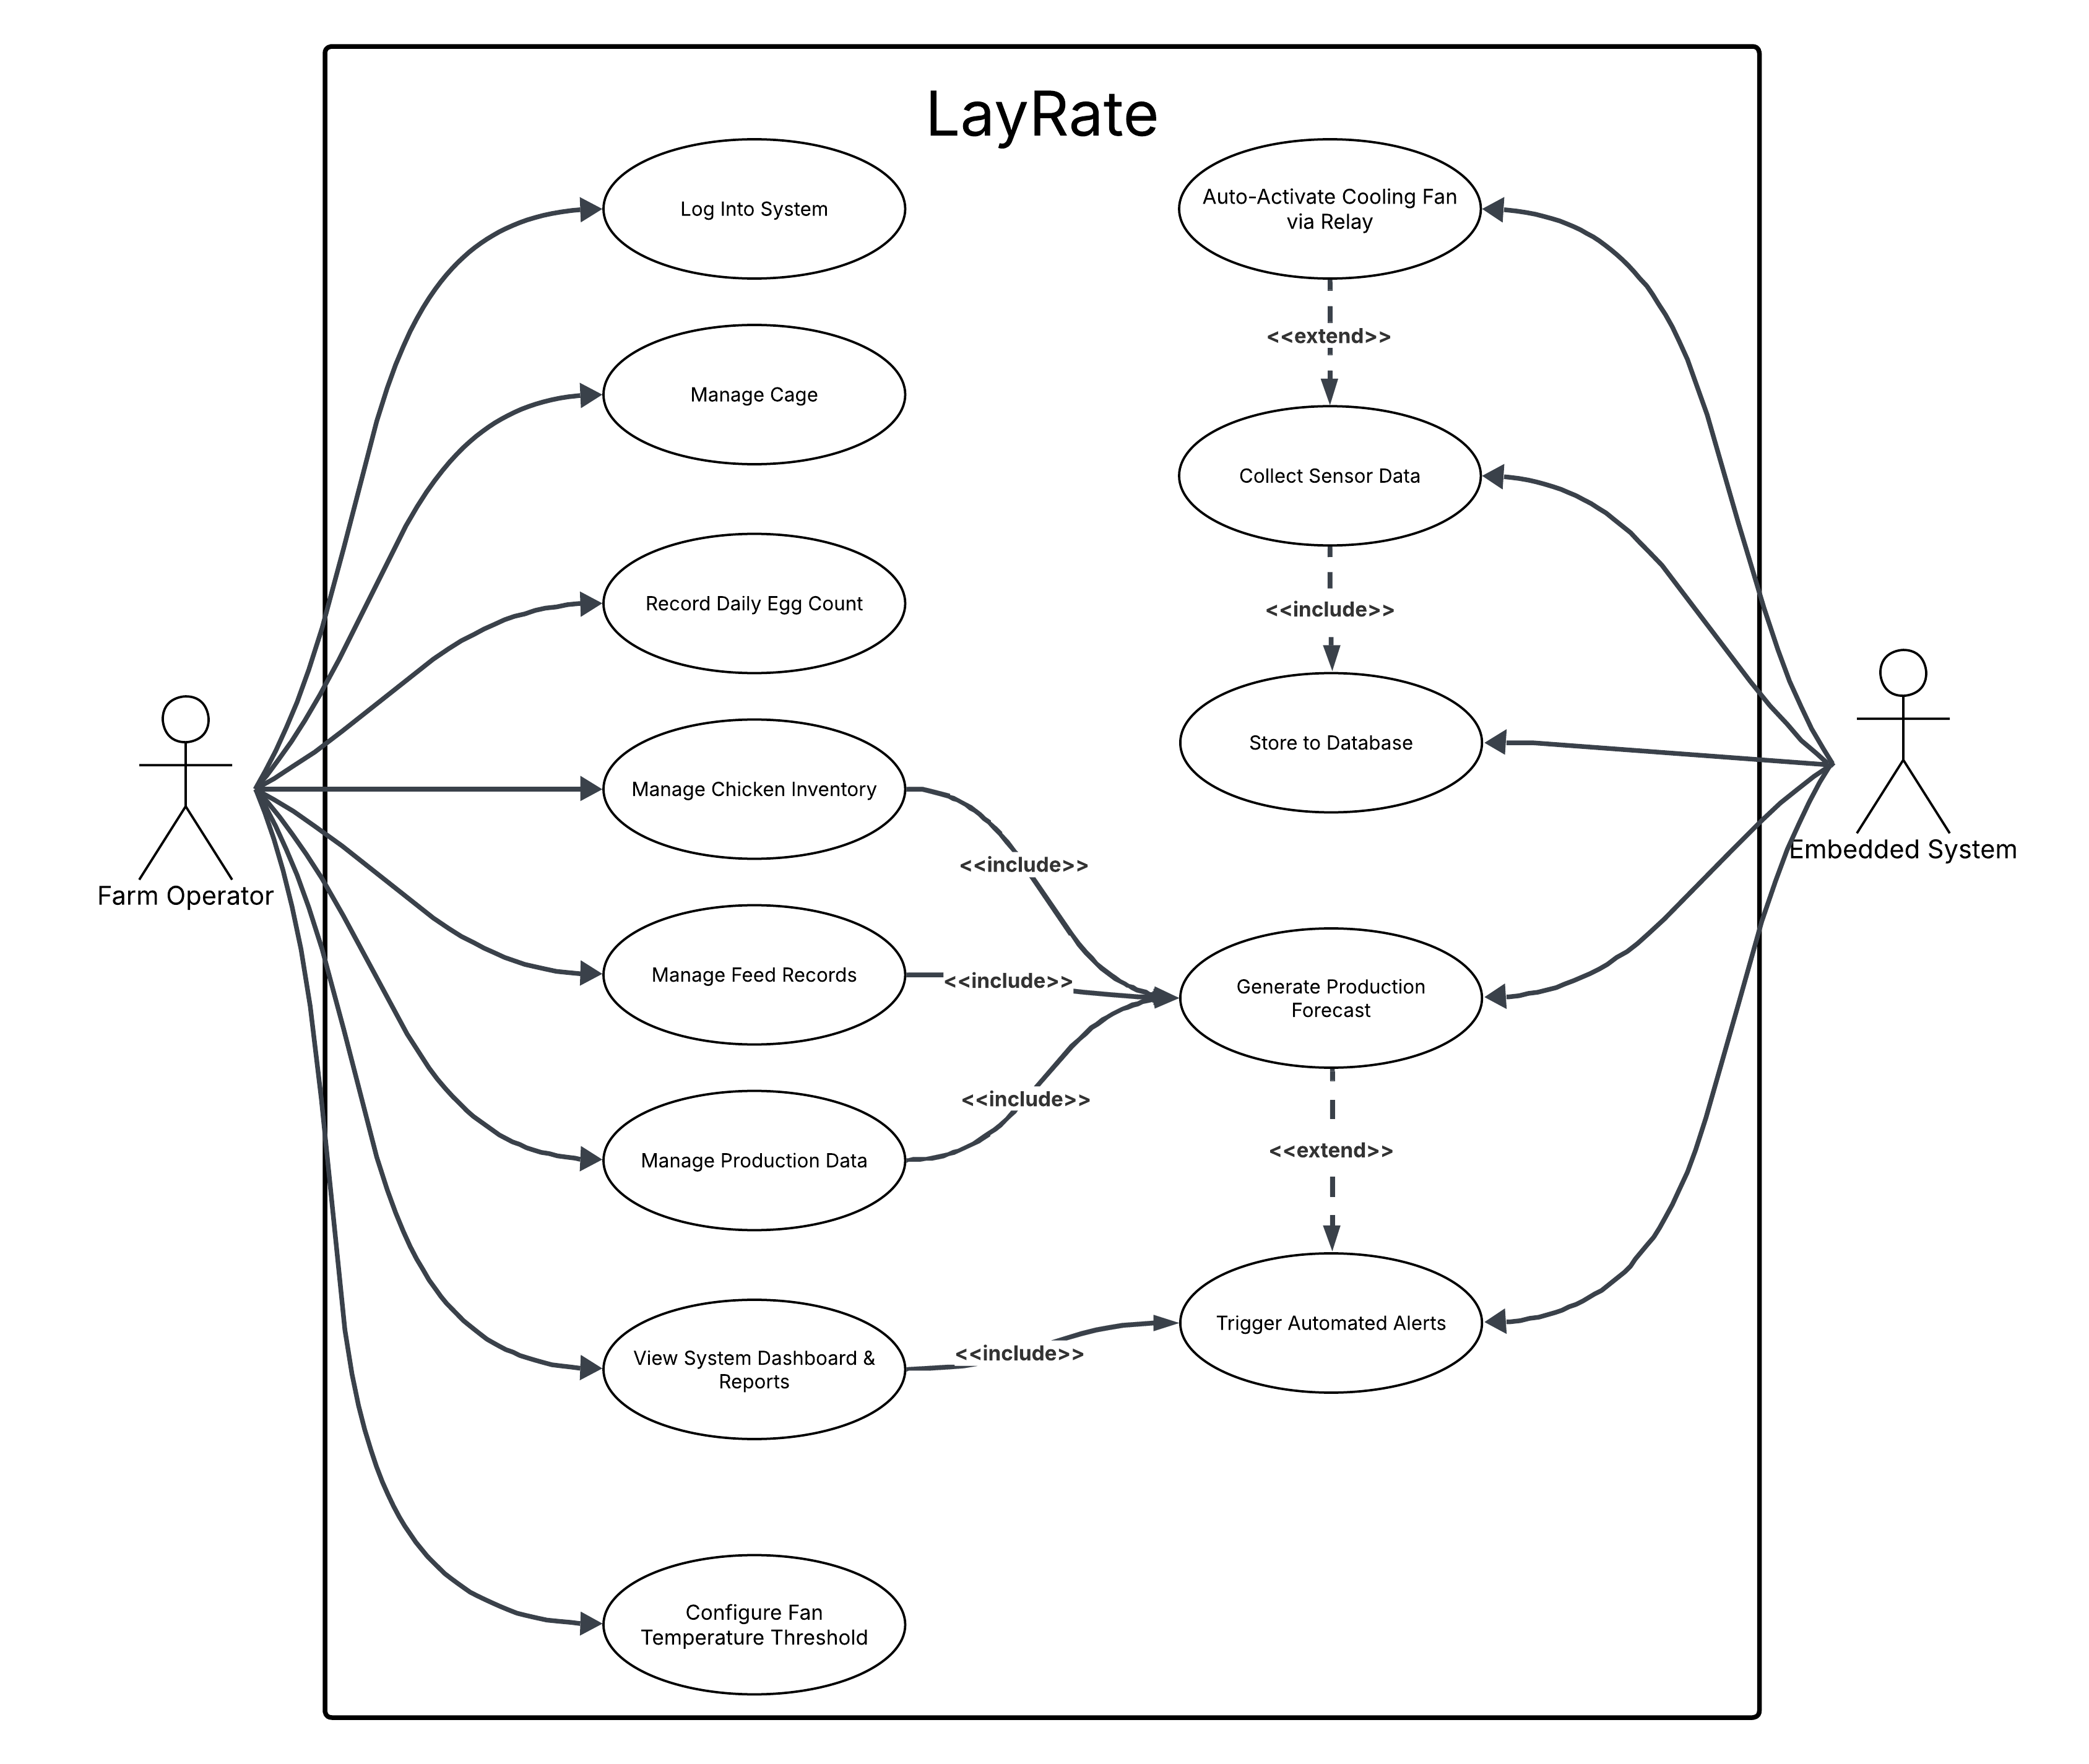 LayRate
Log Into System
Auto-Activate Cooling Fan
via Relay
<<extend>>
Manage Cage
Collect Sensor Data
Record Daily Egg Count
<<include>>
Store to Database
Manage Chicken Inventory
Embedded System
<<include>>
Farm Operator
Manage Feed Records
<<include>>
Generate Production
Forecast
<<include>>
Manage Production Data
<<extend>>
Trigger Automated Alerts
<<include>>
View System Dashboard &
Reports
Configure Fan
Temperature Threshold